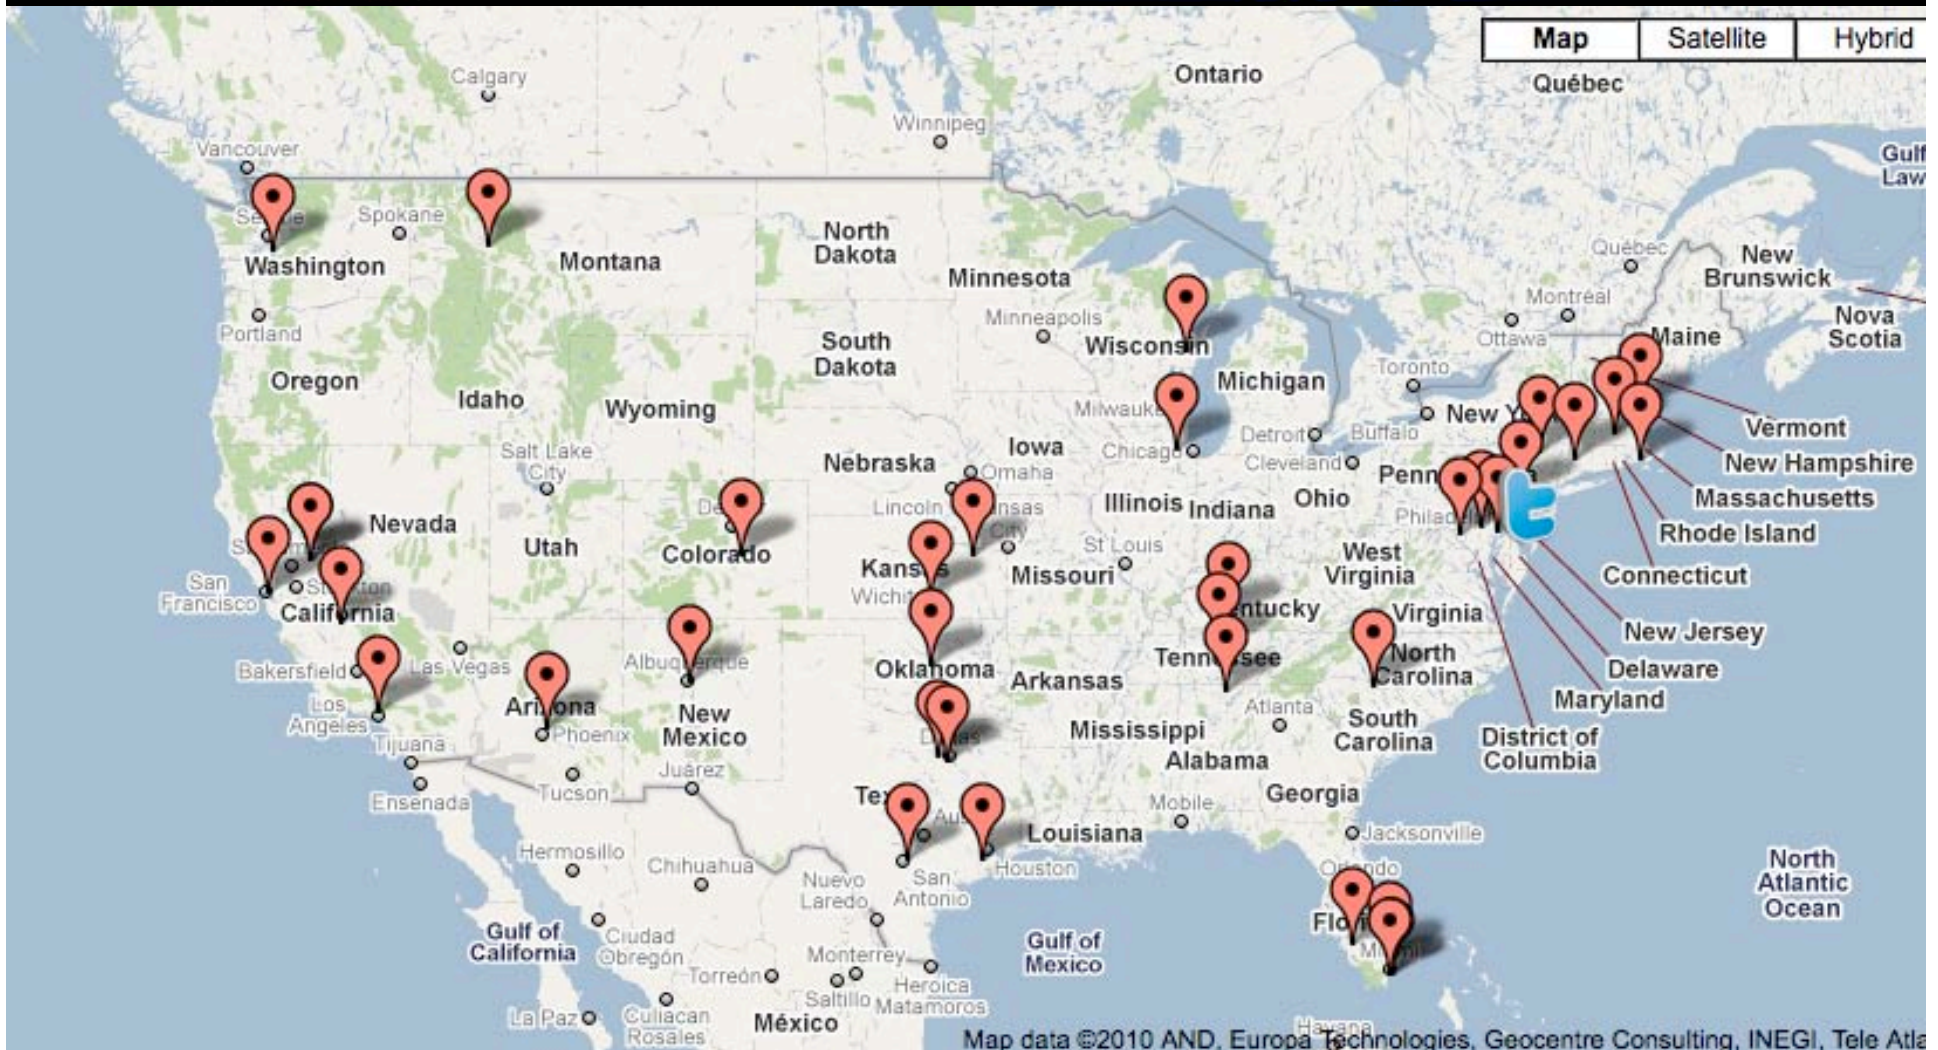 Map
Satellite
Hybrid
Ontario
Québec
Calgary
Winnipeg
Vancouver
Gulf
Law
Spokane
Washington
Montana
North
Dakota
Minnesota
Québec
New
Brunswick
Montréal
Ottawa
Nova
Scotia
Portland
Minneapolis
Wisconsin
South
Dakota
Maine
Toronto
Oregon
Idaho
Wyoming
Michigan
New
Buffalo
Vermont
Detroit
Iowa
Salt Lake
City
Nebraska
Omaha
Chicago
Cleveland
New Hampshire
Massachusetts
Lincoln
City
Illinois
Indiana
Ohio
Rhode Island
Nevada
Utah
Colorado
Kansas
Missouri
St Louis
West
Virginia
Connecticut
San
Francisco
California
Virginia
New Jersey
Bakersfield
Las Vegas
Oklahoma
Arkansas
Tennessee
North
Carolina
Delaware
Maryland
Los
Angeles
Arizona
Phoenix
New
Mexico
Mississippi
Alabama
Atlanta
South
Carolina
District of
Columbia
Tijuana
Ensenada
Tucson
Juárez
Georgia
Mobile
Louisiana
Jacksonville
Hermosillo
Chihuahua
Nuevo
Laredo
San
Antonio
Houston
Orlando
North
Atlantic
Ocean
Gulf of
California
Ciudad
Obregón
Monterrey
Gulf of
Mexico
Torreón
Saltillo
Heroica
Matamoros
La Paz
Culiacan
Rosales
México
Havana
Map data ©2010 AND, Europa Technologies, Geocentre Consulting, INEGI, Tele Atla